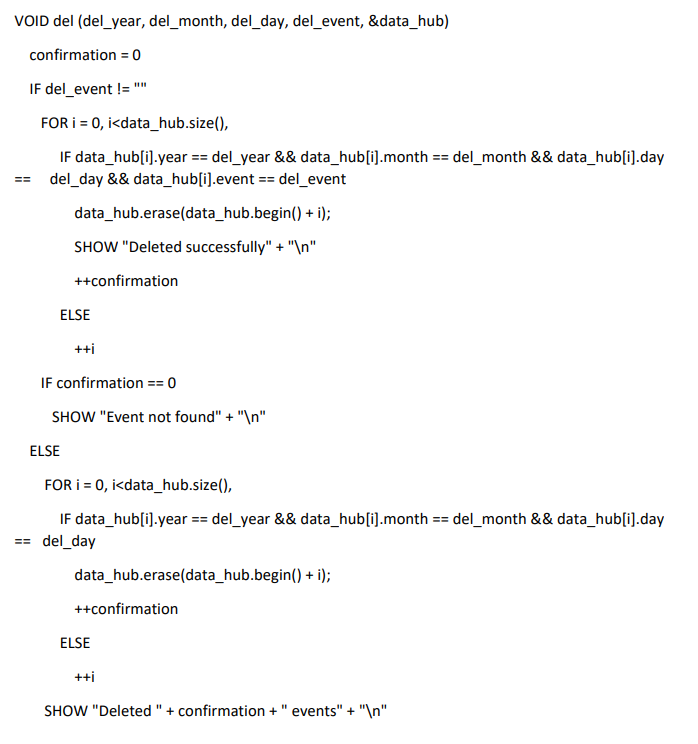 VOID del (del_year, del_month, del_day, del_event, &data_hub)
confirmation = 0
IF del_event != ""
FOR i = 0, i<data_hub.size(),
IF data_hub[i].year == del_year && data_hub[i].month == del_month && data_hub[i].day
== del_day && data_hub[i].event == del_event
data_hub.erase(data_hub.begin() + i);
SHOW "Deleted successfully" + "\n"
++confirmation
ELSE
++i
IF confirmation == 0
SHOW "Event not found" + "\n"
ELSE
FOR i = 0, i<data_hub.size(),
IF data_hub[i].year == del_year && data_hub[i].month == del_month && data_hub[i].day
== del_day
data_hub.erase(data_hub.begin() + i);
++confirmation
ELSE
++i
SHOW "Deleted " + confirmation + " events" + "\n"